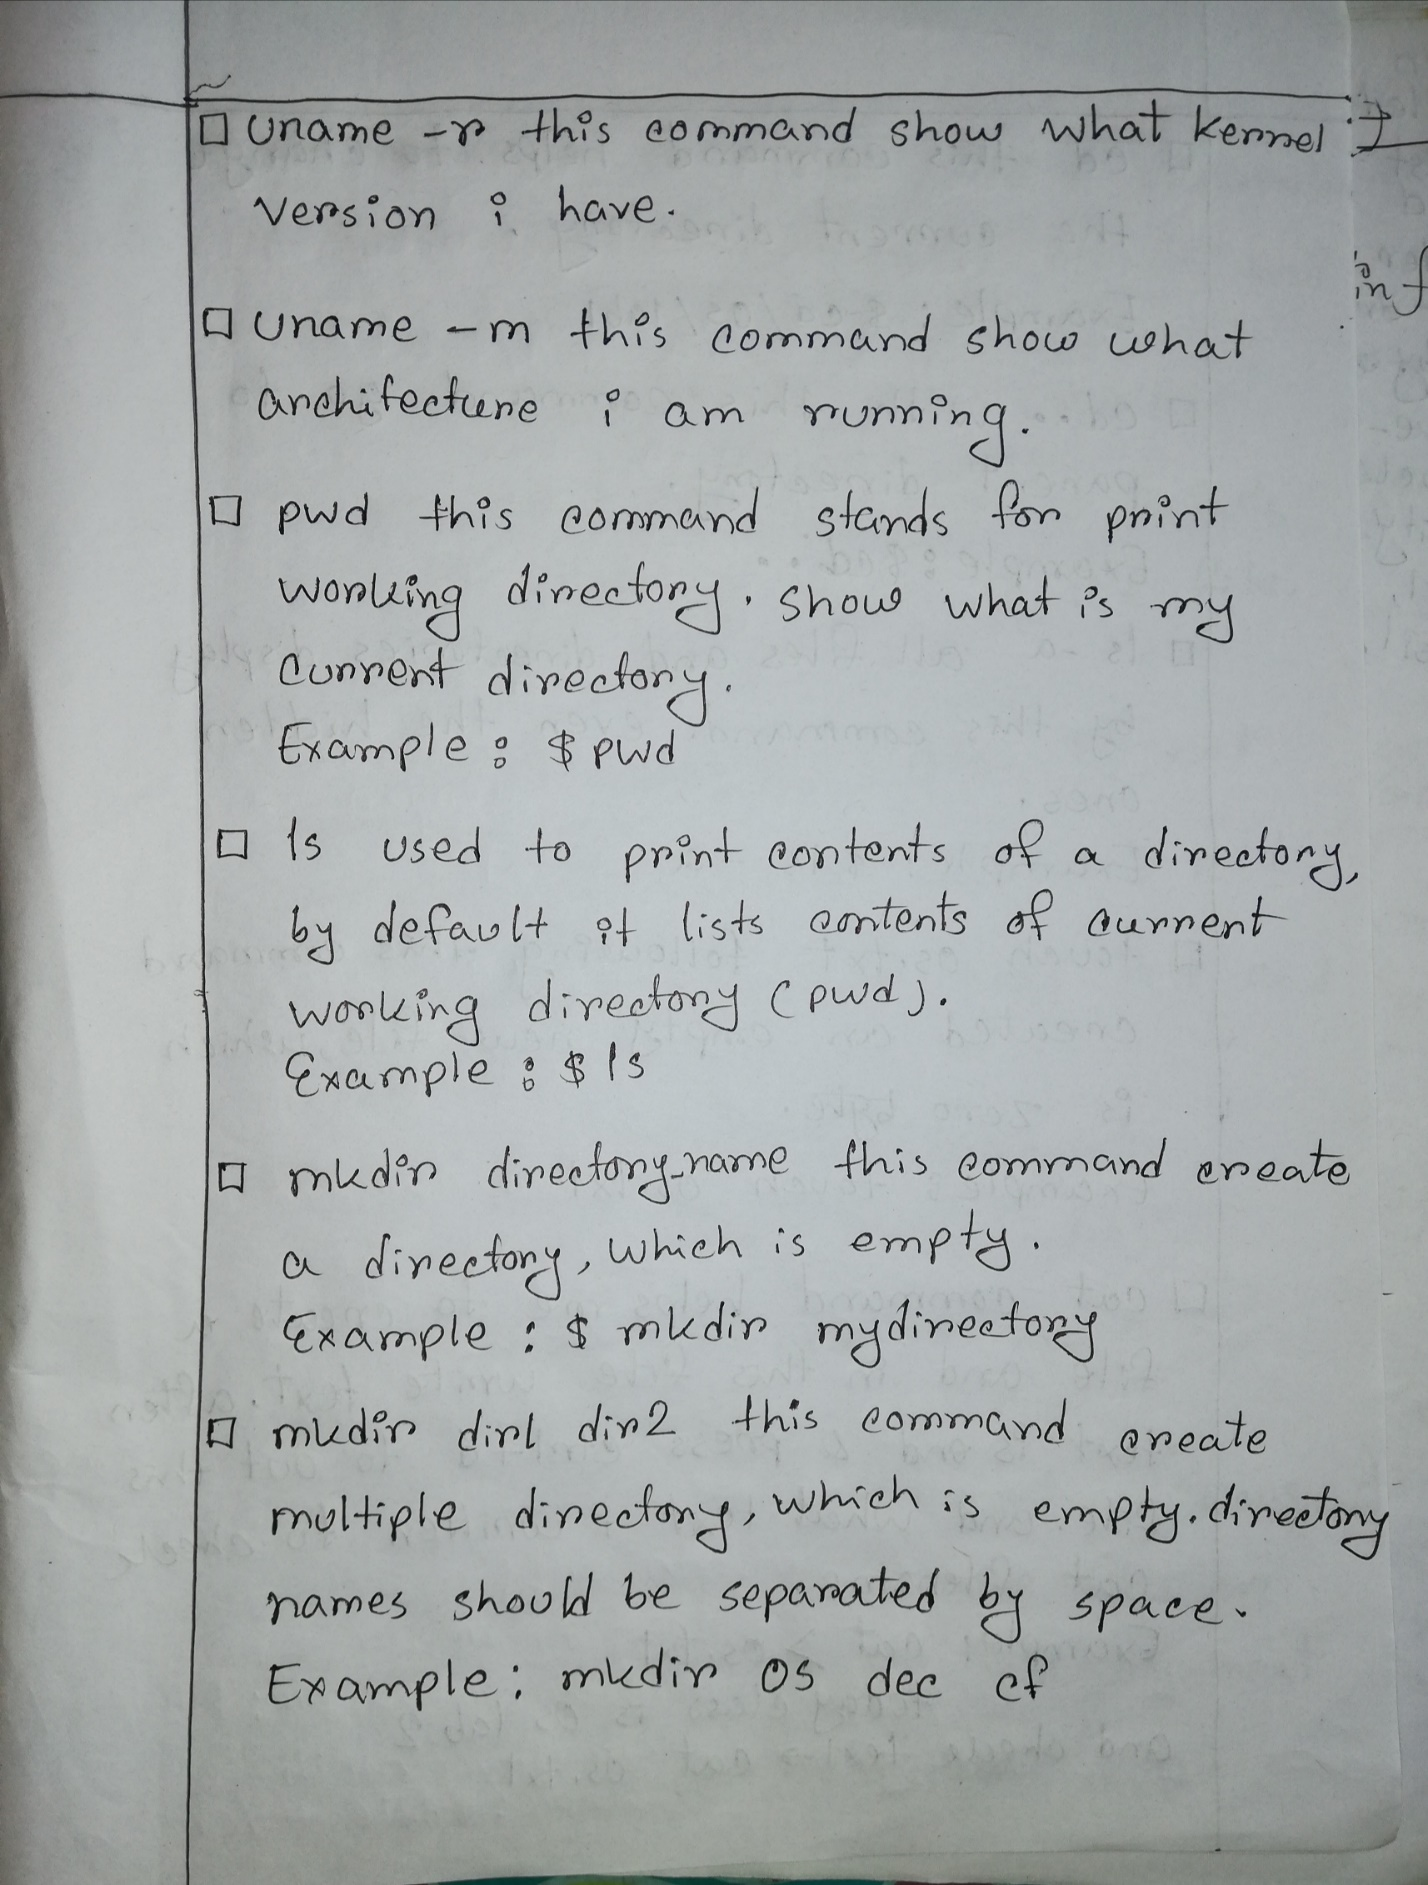 □ uname -r this command show what kernel
version i have.
□ uname -m this command show what
architecture i am running.
□ pwd this command stands for print
working directory. show what is my
current directory.
Example : $ pwd
□ ls used to print contents of a directory,
by default it lists contents of current
working directory (pwd).
Example : $ ls
□ mkdir directory_name this command create
a directory, which is empty.
Example : $ mkdir mydirectory
□ mkdir dir1 dir2 this command create
multiple directory, which is empty. directory
names should be separated by space.
Example : mkdir os dec cf